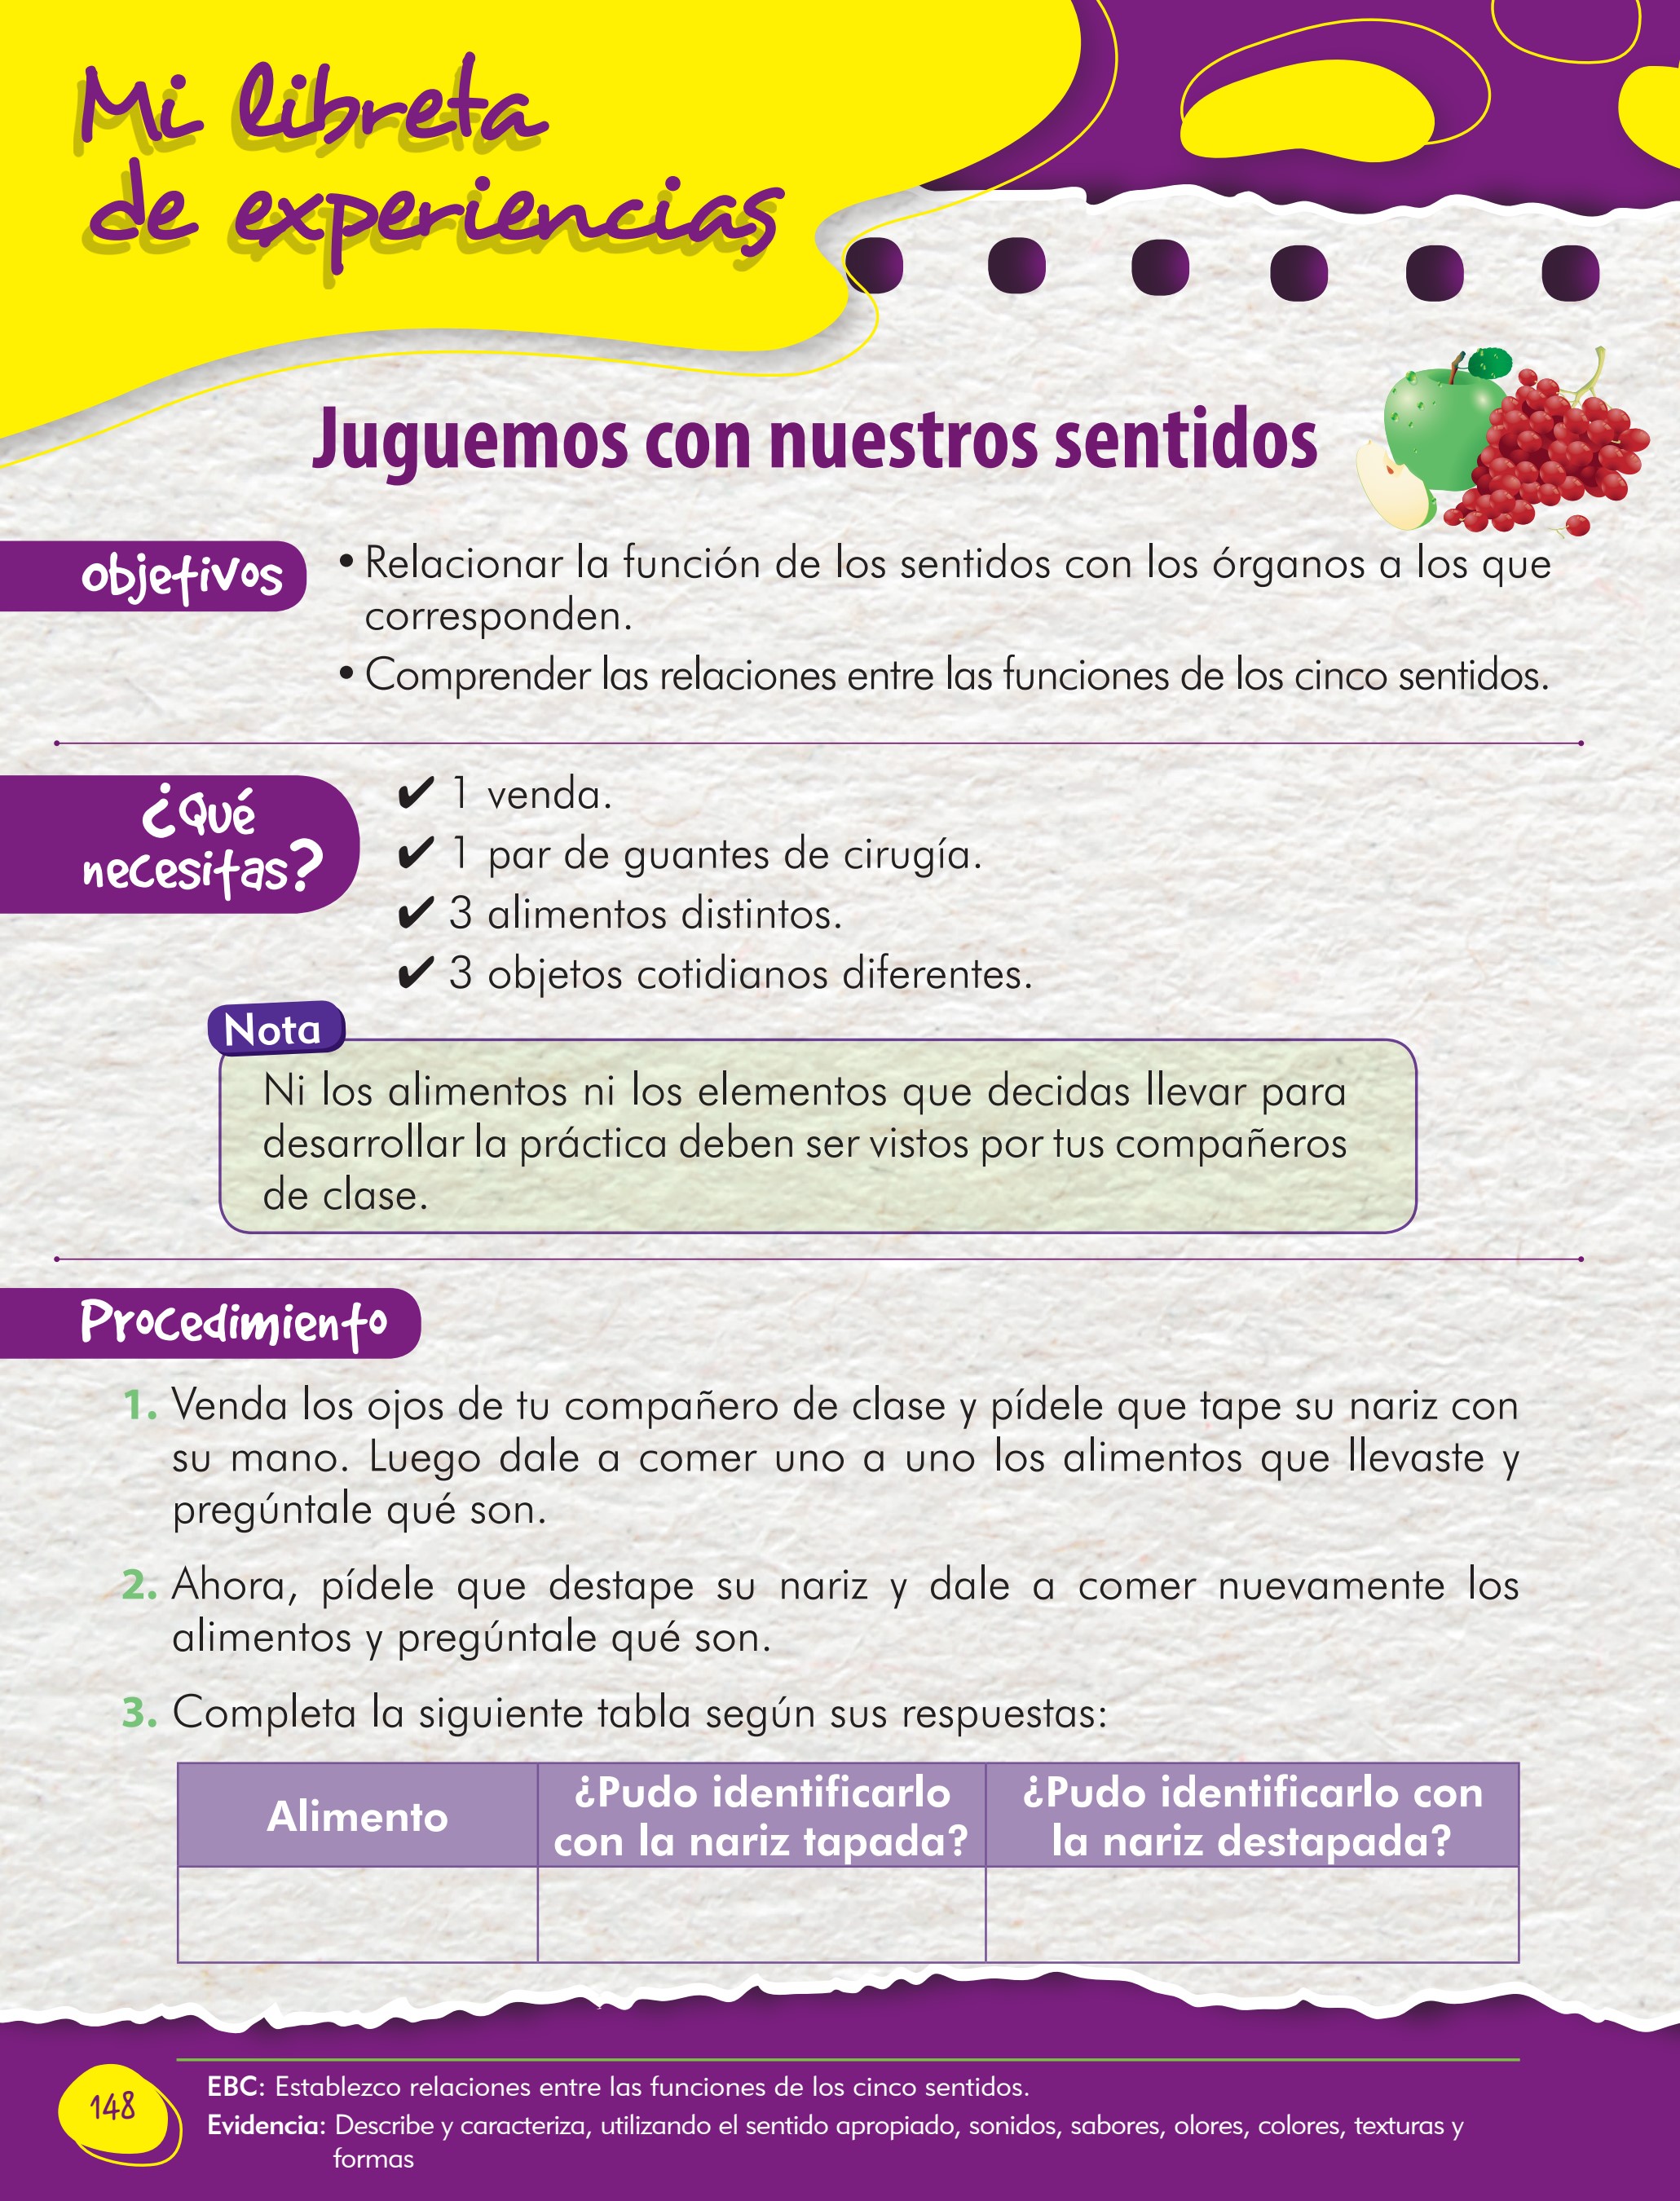 Mi libreta
de experiencias
Juguemos con nuestros sentidos
objetivos
• Relacionar la función de los sentidos con los órganos a los que
corresponden.
• Comprender las relaciones entre las funciones de los cinco sentidos.
¿Qué
necesitas?
✔ 1 venda.
✔ 1 par de guantes de cirugía.
✔ 3 alimentos distintos.
✔ 3 objetos cotidianos diferentes.
Nota
Ni los alimentos ni los elementos que decidas llevar para
desarrollar la práctica deben ser vistos por tus compañeros
de clase.
Procedimiento
1. Venda los ojos de tu compañero de clase y pídele que tape su nariz con
su mano. Luego dale a comer uno a uno los alimentos que llevaste y
pregúntale qué son.
2. Ahora, pídele que destape su nariz y dale a comer nuevamente los
alimentos y pregúntale qué son.
3. Completa la siguiente tabla según sus respuestas:
Alimento
¿Pudo identificarlo
con la nariz tapada?
¿Pudo identificarlo con
la nariz destapada?
148
EBC: Establezco relaciones entre las funciones de los cinco sentidos.
Evidencia: Describe y caracteriza, utilizando el sentido apropiado, sonidos, sabores, olores, colores, texturas y
formas